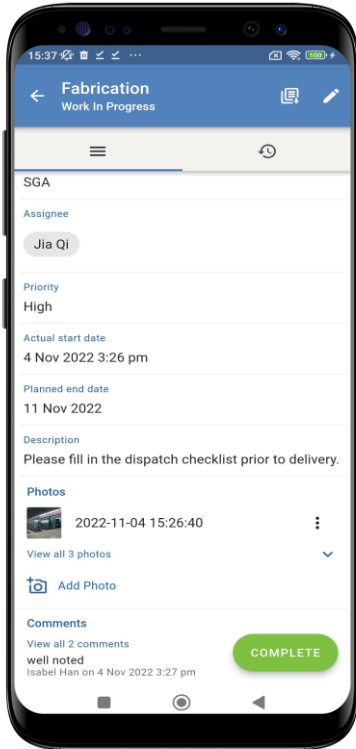 15:37
100
Fabrication
Work In Progress
SGA
Assignee
Jia Qi
Priority
High
Actual start date
4 Nov 2022 3:26 pm
Planned end date
11 Nov 2022
Description
Please fill in the dispatch checklist prior to delivery.
Photos
2022-11-04 15:26:40
View all 3 photos
Add Photo
Comments
View all 2 comments
well noted
Isabel Han on 4 Nov 2022 3:27 pm
COMPLETE